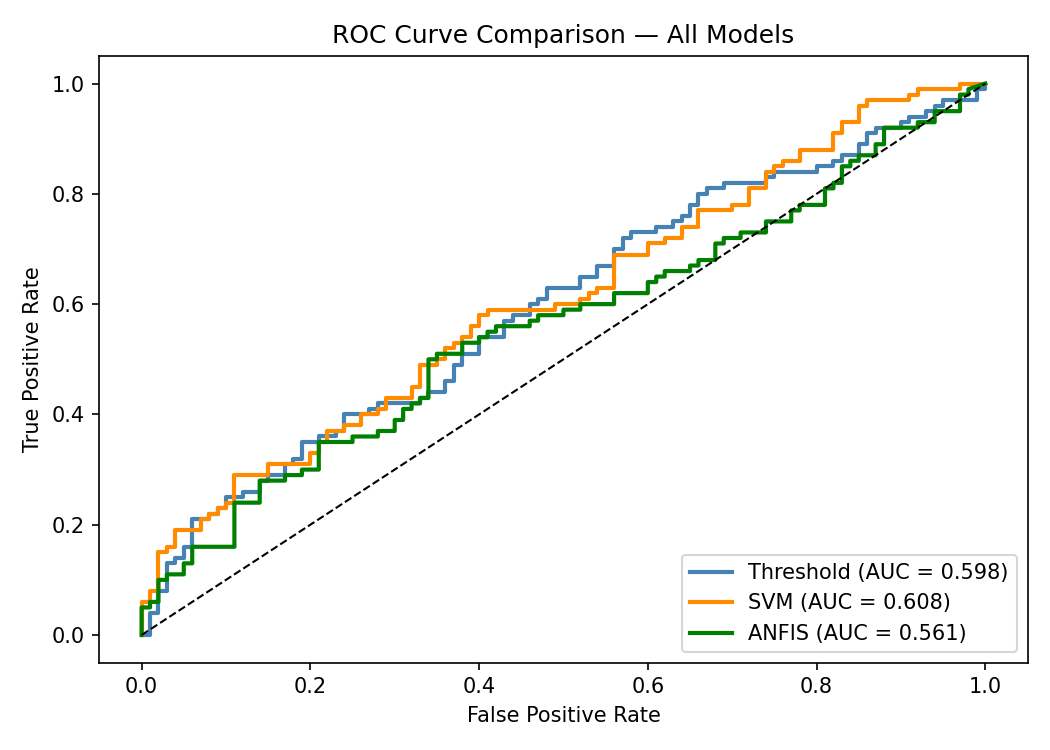 ROC Curve Comparison — All Models
True Positive Rate
1.0
0.8
0.6
0.4
0.2
0.0
Threshold (AUC = 0.598)
SVM (AUC = 0.608)
ANFIS (AUC = 0.561)
0.0 0.2 0.4 0.6 0.8 1.0
False Positive Rate